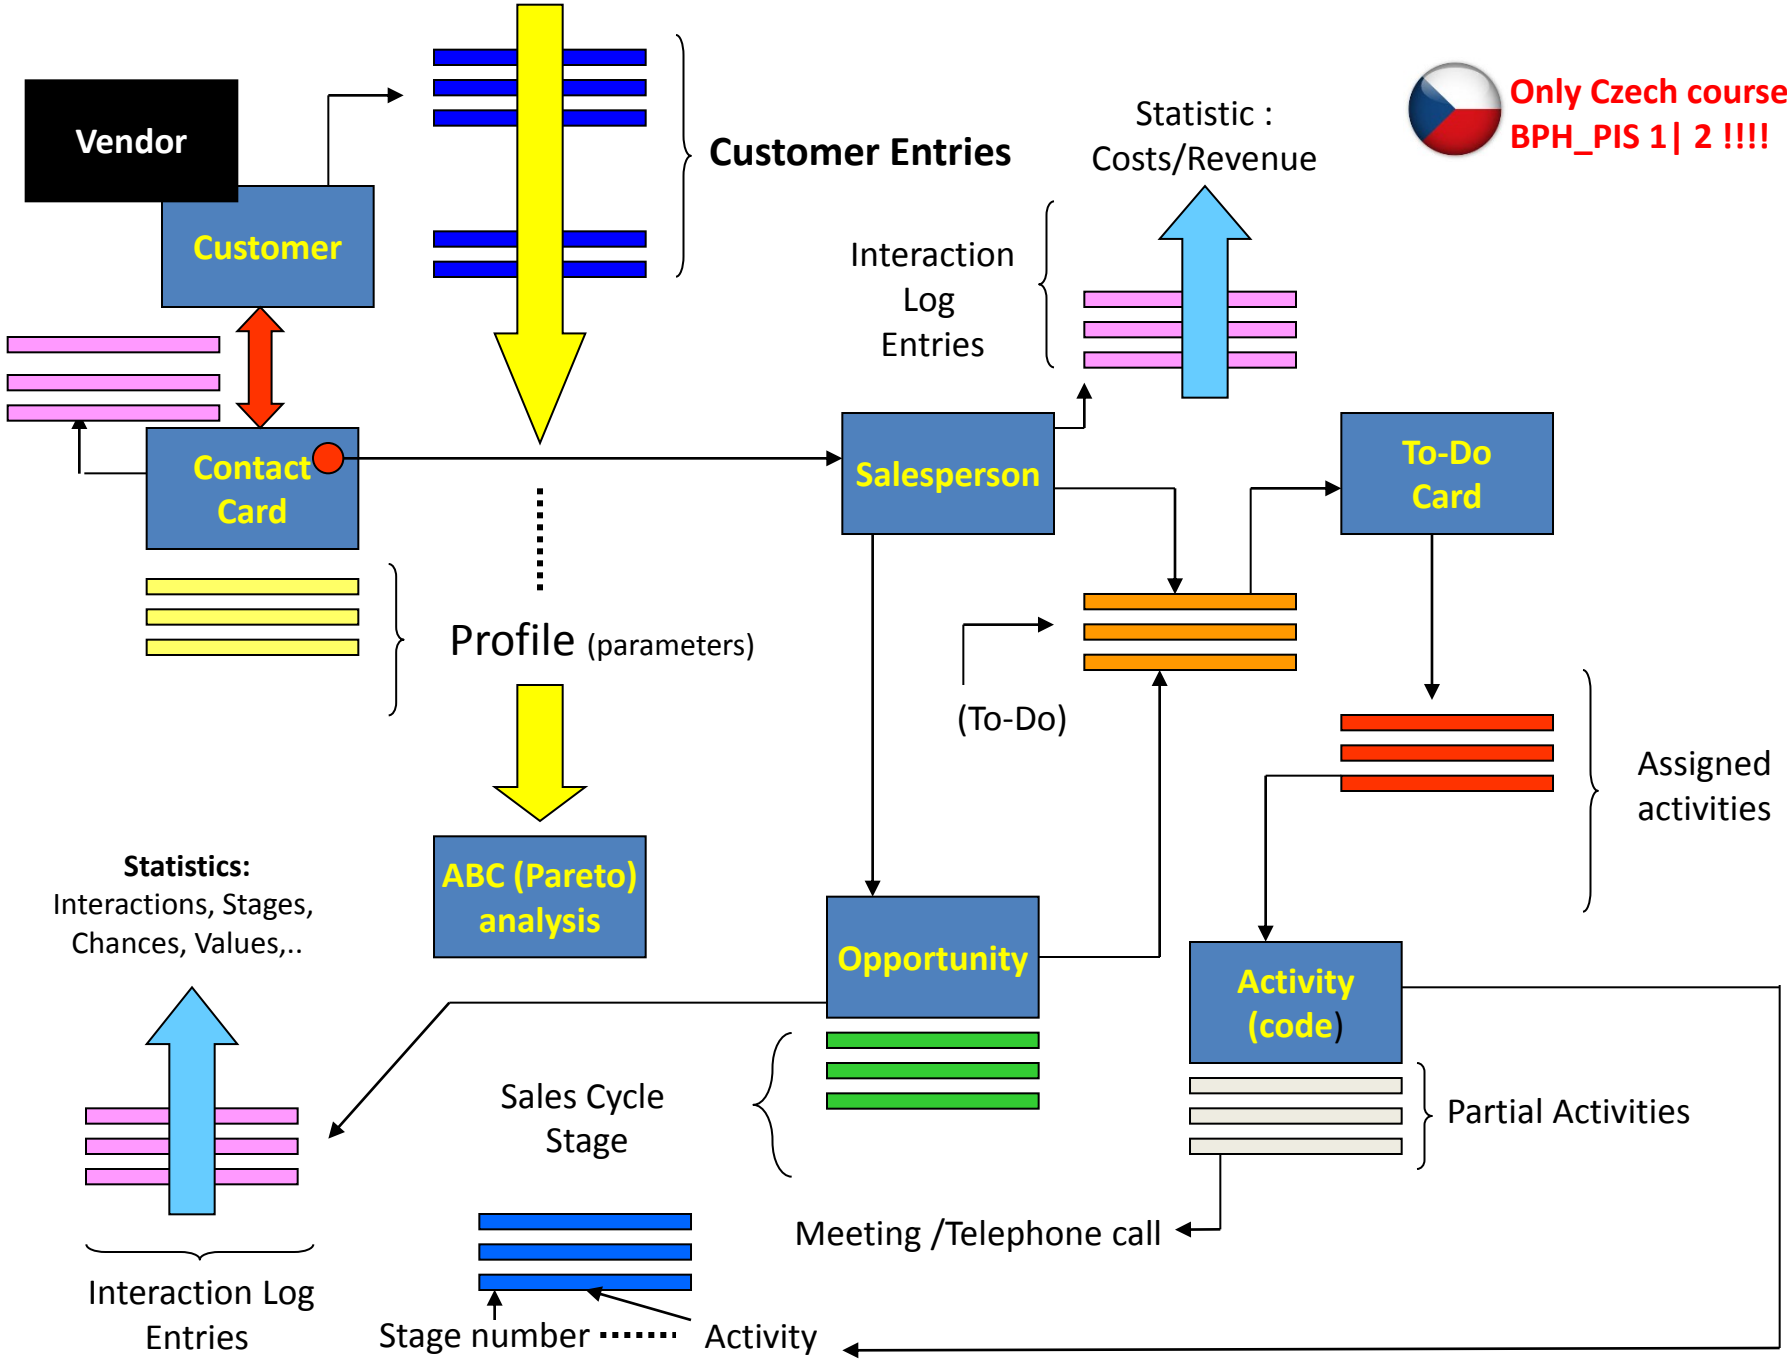 Only Czech course
BPH_PIS 1| 2 !!!!
Vendor
Customer Entries
Statistic :
Costs/Revenue
Customer
Interaction
Log
Entries
Contact
Card
Salesperson
To-Do
Card
Profile (parameters)
(To-Do)
Assigned
activities
Statistics:
Interactions, Stages,
Chances, Values,..
ABC (Pareto)
analysis
Opportunity
Activity
(code)
Sales Cycle
Stage
Partial Activities
Meeting /Telephone call
Interaction Log
Entries
Stage number
Activity